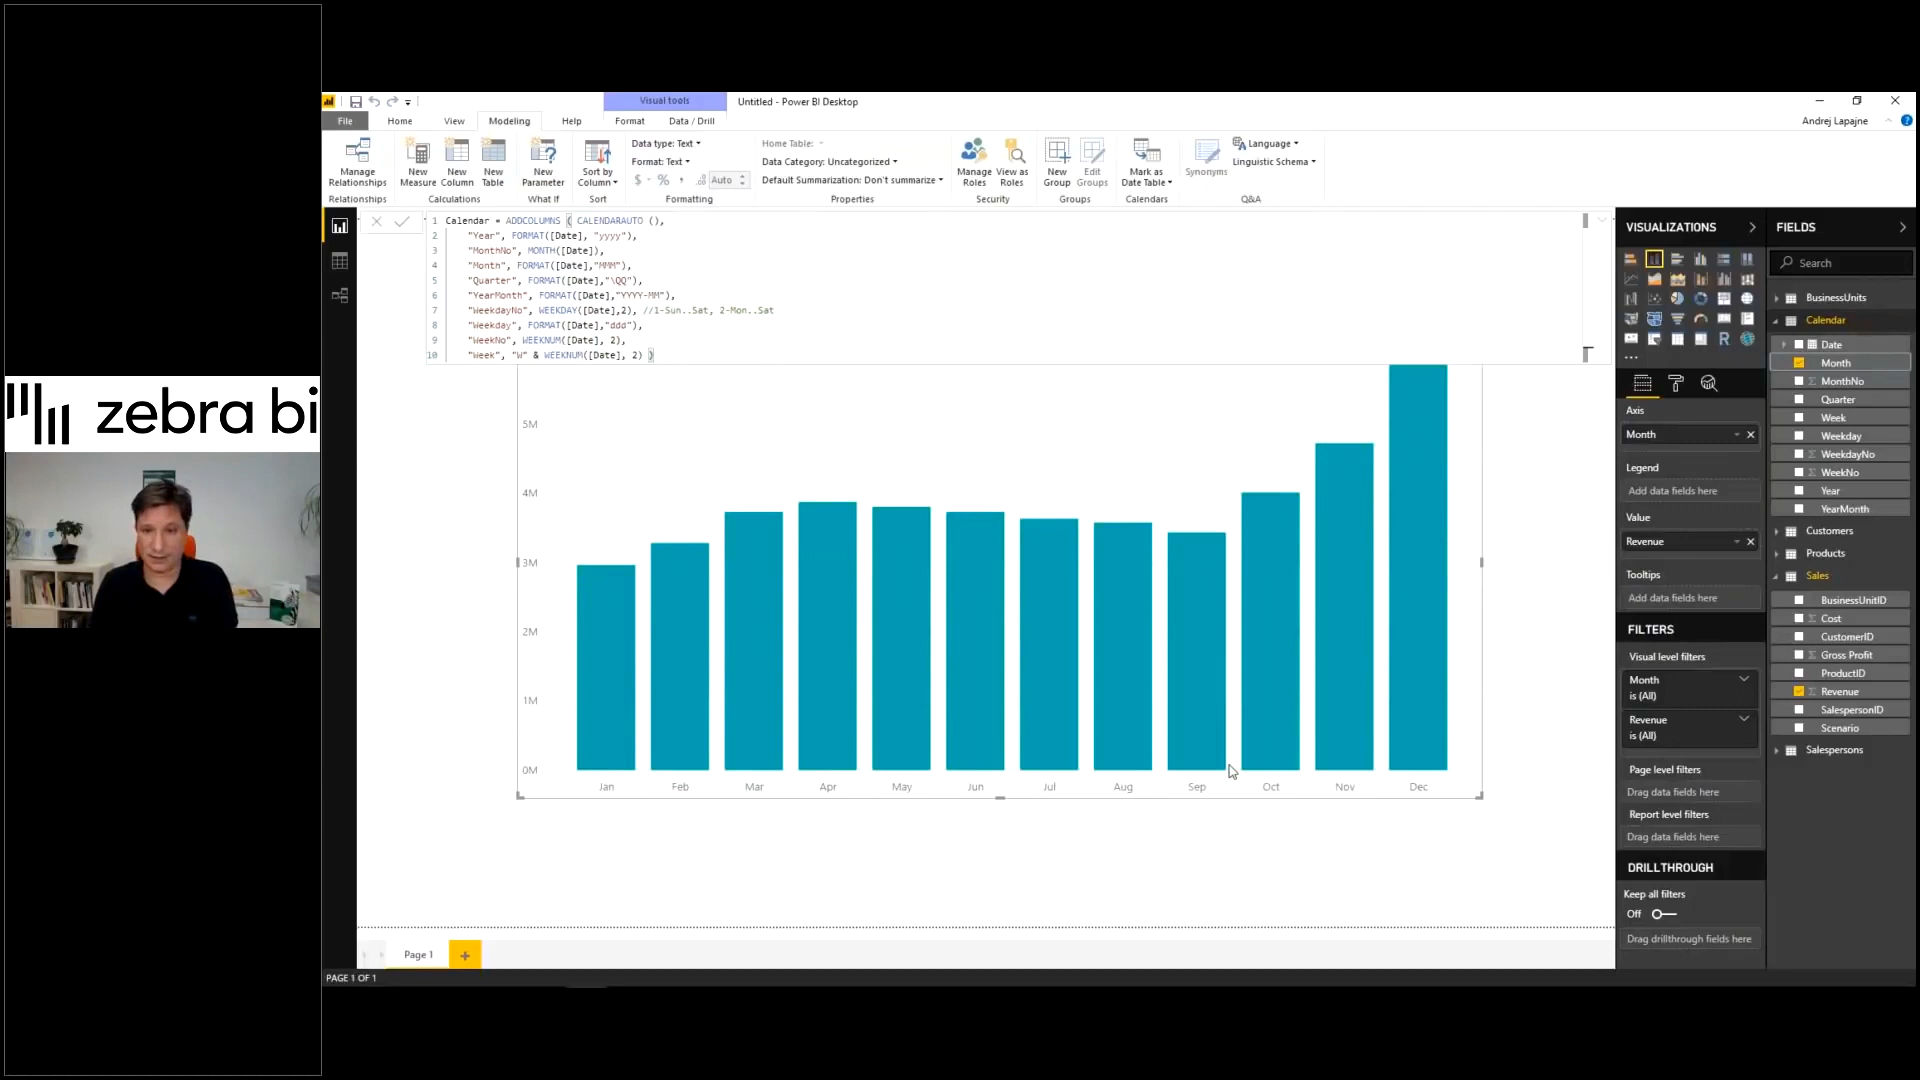 zebra bi
Visual tools
Untitled - Power BI Desktop
File
Home
View
Modeling
Help
Format
Data / Drill
Andrej Lapajne
Manage
Relationships
New
Measure
New
Column
New
Table
New
Parameter
Sort by
Column
Data type: Text
Format: Text
$ % , Auto
Home Table:
Data Category: Uncategorized
Default Summarization: Don't summarize
Manage
Roles
View as
Roles
New
Group
Edit
Groups
Mark as
Date Table
Synonyms
Language
Linguistic Schema
Relationships
Calculations
What If
Sort
Formatting
Properties
Security
Groups
Calendars
Q&A
1 Calendar = ADDCOLUMNS ( CALENDARAUTO (),
2 "Year", FORMAT([Date], "yyyy"),
3 "MonthNo", MONTH([Date]),
4 "Month", FORMAT([Date],"MMM"),
5 "Quarter", FORMAT([Date],"\QQ"),
6 "YearMonth", FORMAT([Date],"YYYY-MM"),
7 "WeekdayNo", WEEKDAY([Date],2), //1-Sun..Sat, 2-Mon..Sat
8 "Weekday", FORMAT([Date],"ddd"),
9 "WeekNo", WEEKNUM([Date], 2),
10 "Week", "W" & WEEKNUM([Date], 2) )
5M
4M
3M
2M
1M
0M
Jan Feb Mar Apr May Jun Jul Aug Sep Oct Nov Dec
Page 1
PAGE 1 OF 1
VISUALIZATIONS
R
Axis
Month
Legend
Add data fields here
Value
Revenue
Tooltips
Add data fields here
FILTERS
Visual level filters
Month
is (All)
Revenue
is (All)
Page level filters
Drag data fields here
Report level filters
Drag data fields here
DRILLTHROUGH
Keep all filters
Off
Drag drillthrough fields here
FIELDS
Search
BusinessUnits
Calendar
Date
Month
Σ MonthNo
Quarter
Week
Weekday
Σ WeekdayNo
Σ WeekNo
Year
YearMonth
Customers
Products
Sales
BusinessUnitID
Σ Cost
CustomerID
Σ Gross Profit
ProductID
Σ Revenue
SalespersonID
Scenario
Salespersons